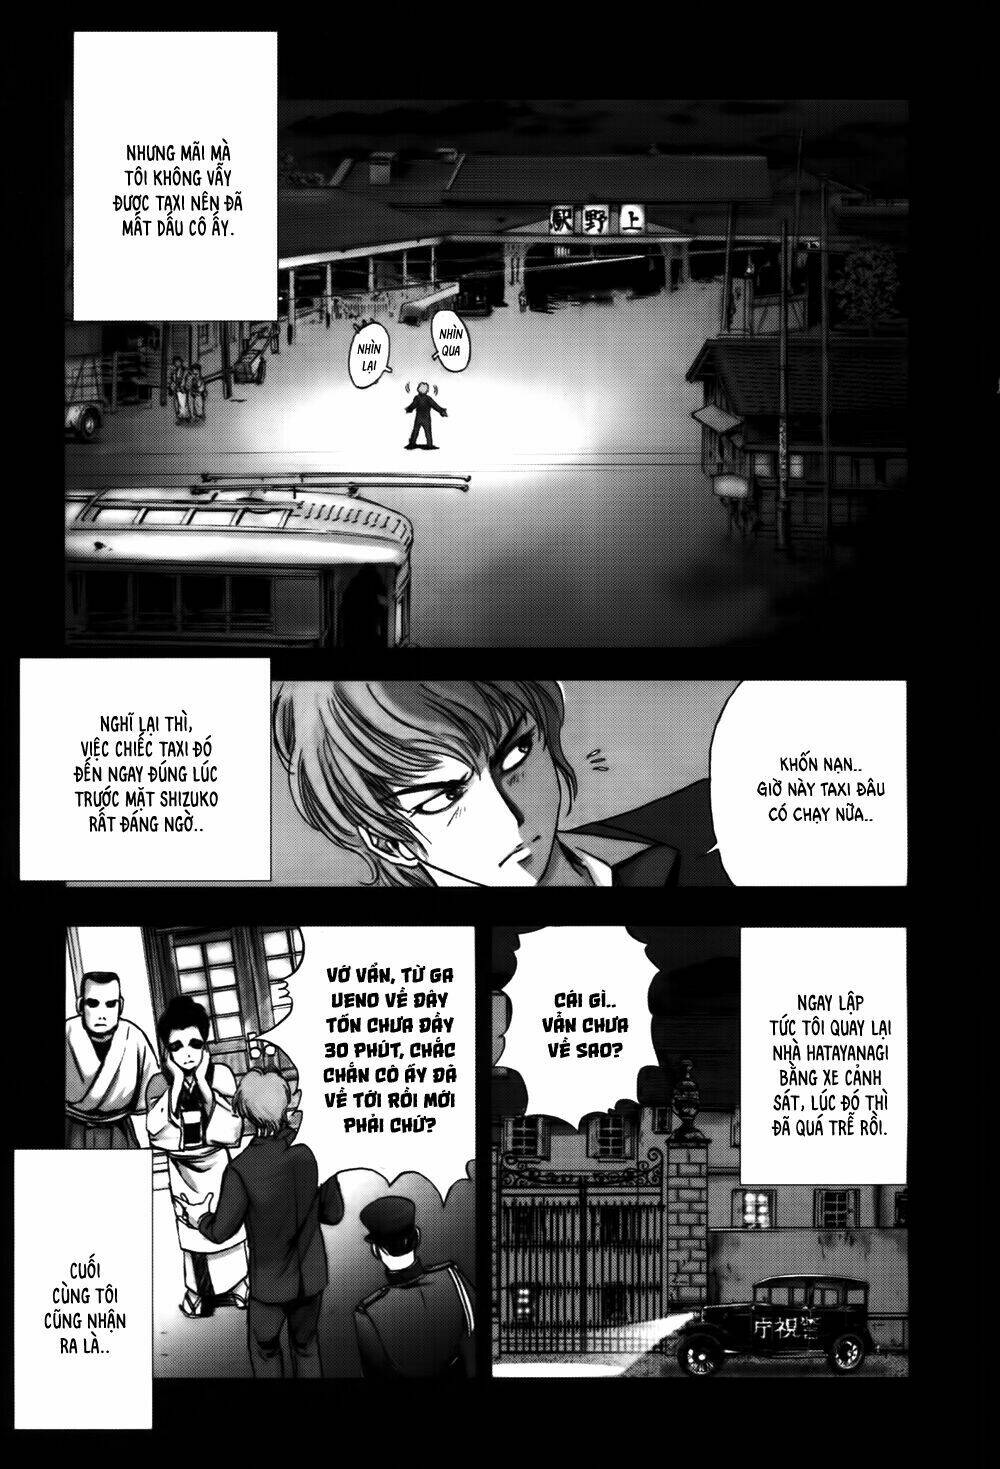 NHƯNG MÃI MÀ
TÔI KHÔNG VẪY
ĐƯỢC TAXI NÊN ĐÃ
MẤT DẤU CÔ ẤY.
駅野上
NHÌN
QUA
NHÌN
LẠI
KHỐN NẠN..
GIỜ NÀY TAXI ĐÂU
CÓ CHẠY NỮA..
NGHĨ LẠI THÌ,
VIỆC CHIẾC TAXI ĐÓ
ĐẾN NGAY ĐÚNG LÚC
TRƯỚC MẶT SHIZUKO
RẤT ĐÁNG NGỜ..
NGAY LẬP
TỨC TÔI QUAY LẠI
NHÀ HATAYANAGI
BẰNG XE CẢNH
SÁT, LÚC ĐÓ THÌ
ĐÃ QUÁ TRỄ RỒI.
CÁI GÌ..
VẪN CHƯA
VỀ SAO?
庁視警
VỚ VẨN, TỪ GA
UENO VỀ ĐÂY
TỐN CHƯA ĐẦY
30 PHÚT, CHẮC
CHẮN CÔ ẤY ĐÃ
VỀ TỚI RỒI MỚI
PHẢI CHỨ?
CUỐI
CÙNG TÔI
CŨNG NHẬN
RA LÀ..